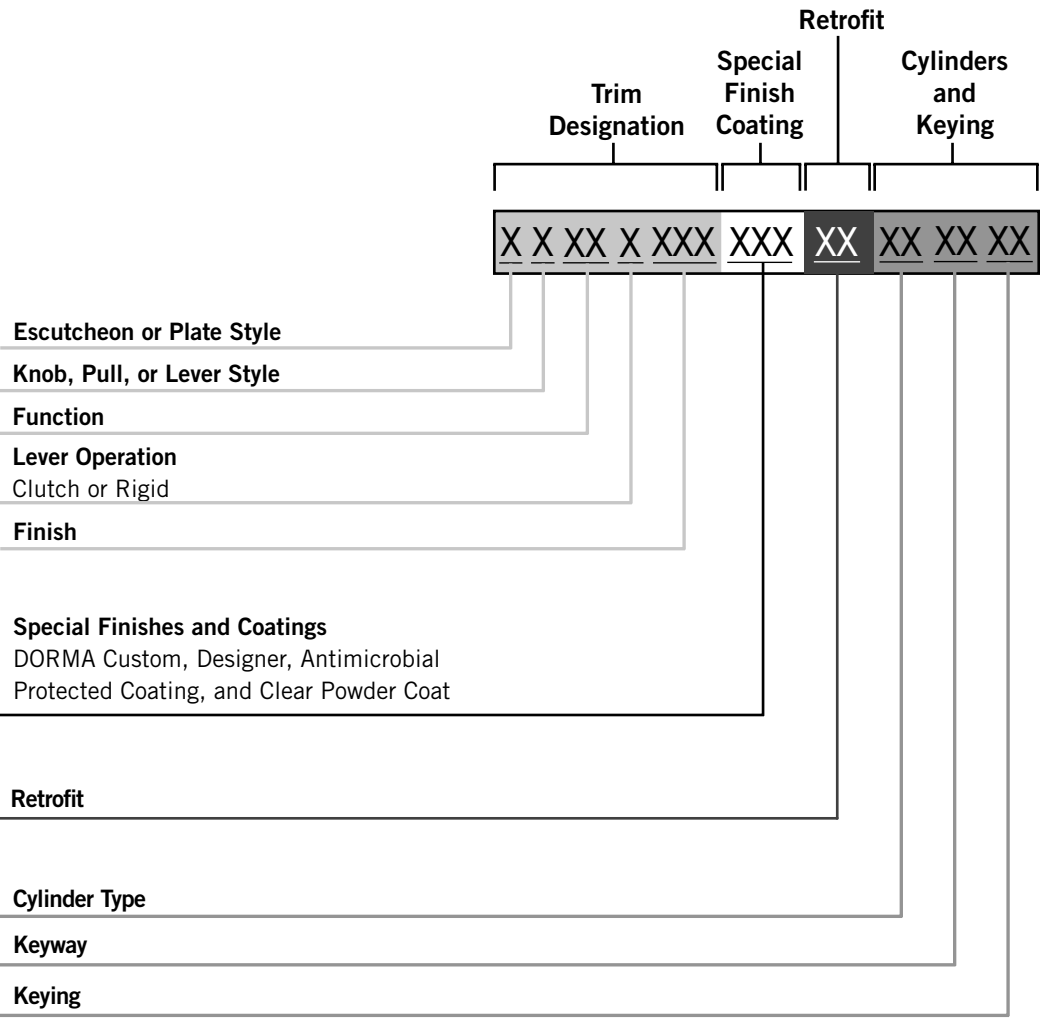 Retrofit
Special
Finish
Coating
Cylinders
and
Keying
Trim
Designation
X X XX X XXX XXX XX XX XX XX
Escutcheon or Plate Style
Knob, Pull, or Lever Style
Function
Lever Operation
Clutch or Rigid
Finish
Special Finishes and Coatings
DORMA Custom, Designer, Antimicrobial
Protected Coating, and Clear Powder Coat
Retrofit
Cylinder Type
Keyway
Keying